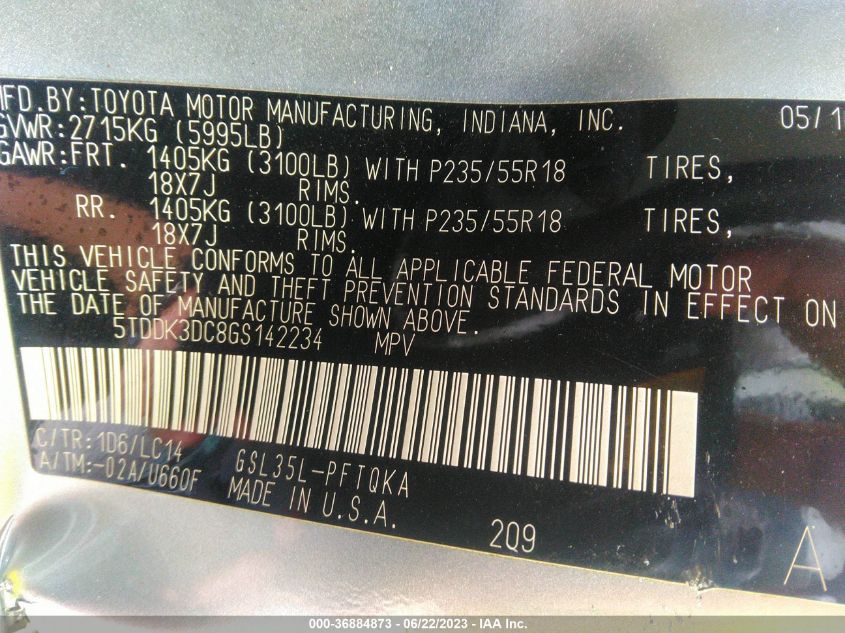 MFD.BY:TOYOTA MOTOR MANUFACTURING, INDIANA, INC. 05/1
GVWR:2715KG (5995LB)
GAWR:FRT. 1405KG (3100LB) WITH P235/55R18 TIRES,
18X7J RIMS.
RR. 1405KG (3100LB) WITH P235/55R18 TIRES,
18X7J RIMS.
THIS VEHICLE CONFORMS TO ALL APPLICABLE FEDERAL MOTOR
VEHICLE SAFETY AND THEFT PREVENTION STANDARDS IN EFFECT ON
THE DATE OF MANUFACTURE SHOWN ABOVE.
5TDDK3DC8GS142234 MPV
C/TR:1D6/LC14 GSL35L-PFTQKA
A/TM:-02A/U660F MADE IN U.S.A.
2Q9 A
000-36884873 - 06/22/2023 - IAA Inc.